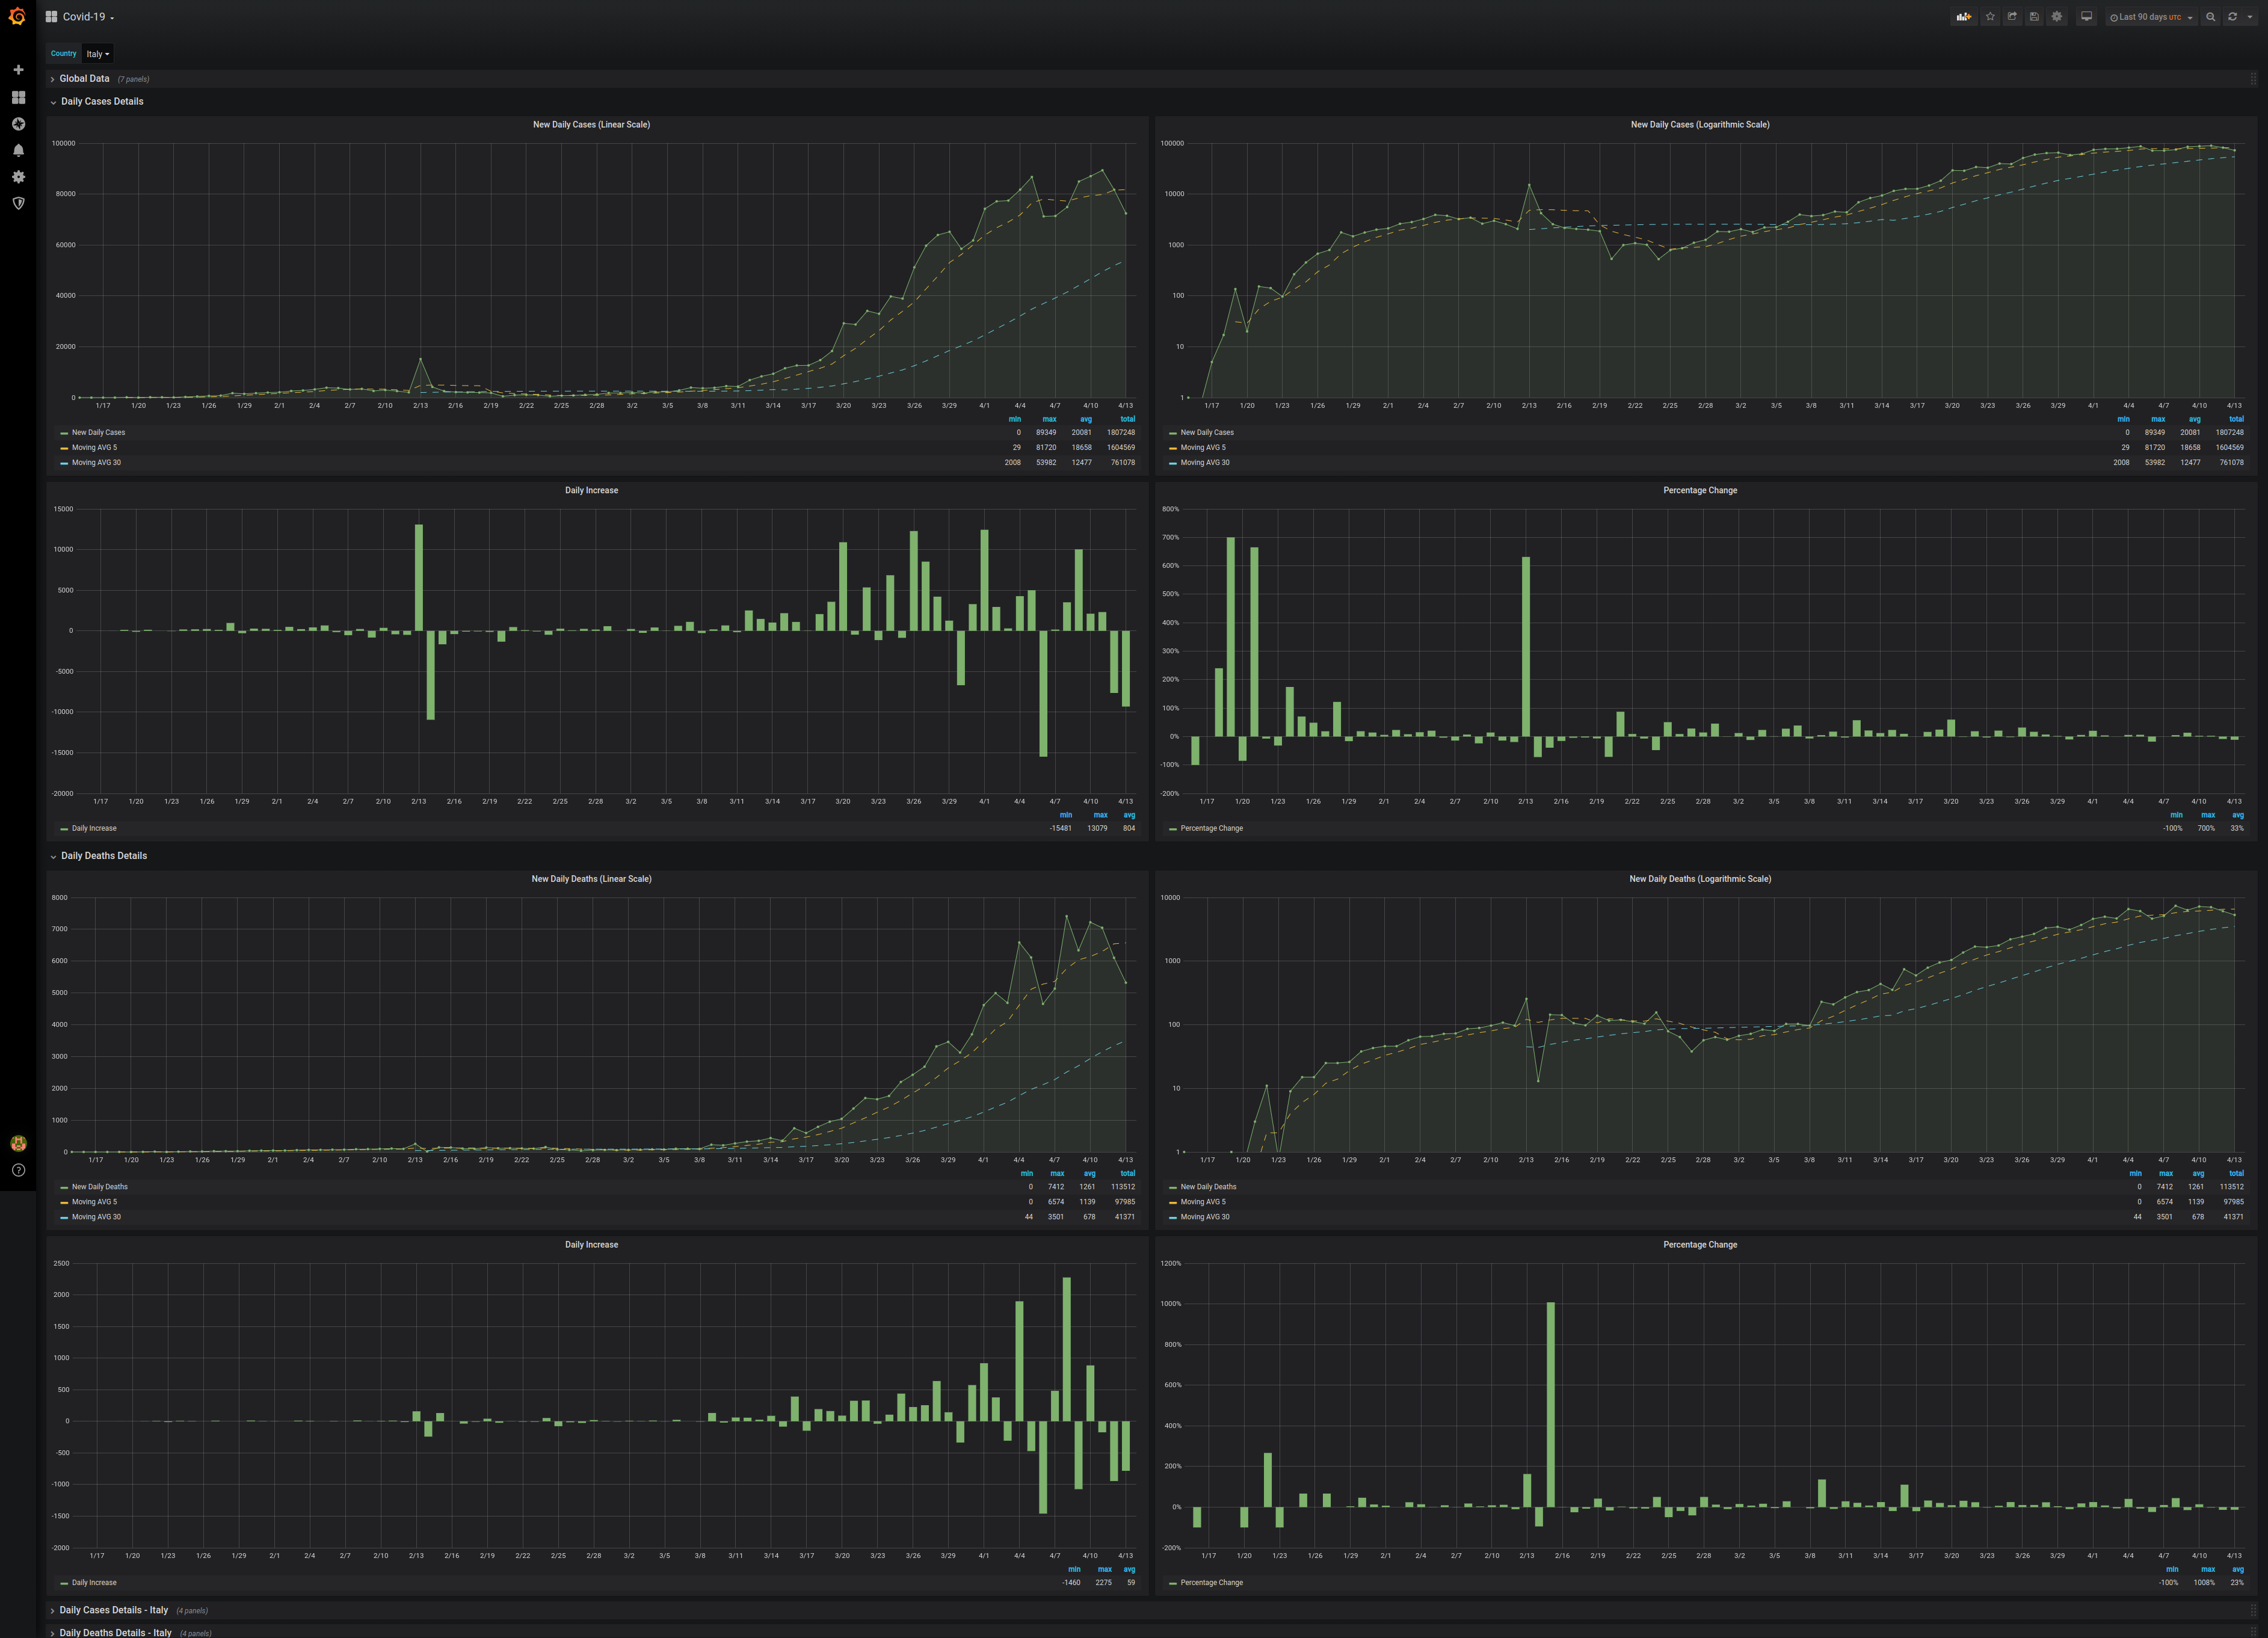 Covid-19
Last 90 days UTC
Country Italy
Global Data (7 panels)
Daily Cases Details
New Daily Cases (Linear Scale)
100000
80000
60000
40000
20000
0
1/17 1/20 1/23 1/26 1/29 2/1 2/4 2/7 2/10 2/13 2/16 2/19 2/22 2/25 2/28 3/2 3/5 3/8 3/11 3/14 3/17 3/20 3/23 3/26 3/29 4/1 4/4 4/7 4/10 4/13
min max avg total
New Daily Cases 0 89349 20081 1807248
Moving AVG 5 29 81720 18658 1604569
Moving AVG 30 2008 53982 12477 761078
New Daily Cases (Logarithmic Scale)
100000
10000
1000
100
10
1
1/17 1/20 1/23 1/26 1/29 2/1 2/4 2/7 2/10 2/13 2/16 2/19 2/22 2/25 2/28 3/2 3/5 3/8 3/11 3/14 3/17 3/20 3/23 3/26 3/29 4/1 4/4 4/7 4/10 4/13
min max avg total
New Daily Cases 0 89349 20081 1807248
Moving AVG 5 29 81720 18658 1604569
Moving AVG 30 2008 53982 12477 761078
Daily Increase
15000
10000
5000
0
-5000
-10000
-15000
-20000
1/17 1/20 1/23 1/26 1/29 2/1 2/4 2/7 2/10 2/13 2/16 2/19 2/22 2/25 2/28 3/2 3/5 3/8 3/11 3/14 3/17 3/20 3/23 3/26 3/29 4/1 4/4 4/7 4/10 4/13
min max avg
Daily Increase -15481 13079 804
Percentage Change
800%
700%
600%
500%
400%
300%
200%
100%
0%
-100%
-200%
1/17 1/20 1/23 1/26 1/29 2/1 2/4 2/7 2/10 2/13 2/16 2/19 2/22 2/25 2/28 3/2 3/5 3/8 3/11 3/14 3/17 3/20 3/23 3/26 3/29 4/1 4/4 4/7 4/10 4/13
min max avg
Percentage Change -100% 700% 33%
Daily Deaths Details
New Daily Deaths (Linear Scale)
8000
7000
6000
5000
4000
3000
2000
1000
0
1/17 1/20 1/23 1/26 1/29 2/1 2/4 2/7 2/10 2/13 2/16 2/19 2/22 2/25 2/28 3/2 3/5 3/8 3/11 3/14 3/17 3/20 3/23 3/26 3/29 4/1 4/4 4/7 4/10 4/13
min max avg total
New Daily Deaths 0 7412 1261 113512
Moving AVG 5 0 6574 1139 97985
Moving AVG 30 44 3501 678 41371
New Daily Deaths (Logarithmic Scale)
10000
1000
100
10
1
1/17 1/20 1/23 1/26 1/29 2/1 2/4 2/7 2/10 2/13 2/16 2/19 2/22 2/25 2/28 3/2 3/5 3/8 3/11 3/14 3/17 3/20 3/23 3/26 3/29 4/1 4/4 4/7 4/10 4/13
min max avg total
New Daily Deaths 0 7412 1261 113512
Moving AVG 5 0 6574 1139 97985
Moving AVG 30 44 3501 678 41371
Daily Increase
2500
2000
1500
1000
500
0
-500
-1000
-1500
-2000
1/17 1/20 1/23 1/26 1/29 2/1 2/4 2/7 2/10 2/13 2/16 2/19 2/22 2/25 2/28 3/2 3/5 3/8 3/11 3/14 3/17 3/20 3/23 3/26 3/29 4/1 4/4 4/7 4/10 4/13
min max avg
Daily Increase -1460 2275 59
Percentage Change
1200%
1000%
800%
600%
400%
200%
0%
-200%
1/17 1/20 1/23 1/26 1/29 2/1 2/4 2/7 2/10 2/13 2/16 2/19 2/22 2/25 2/28 3/2 3/5 3/8 3/11 3/14 3/17 3/20 3/23 3/26 3/29 4/1 4/4 4/7 4/10 4/13
min max avg
Percentage Change -100% 1008% 23%
Daily Cases Details - Italy (4 panels)
Daily Deaths Details - Italy (4 panels)